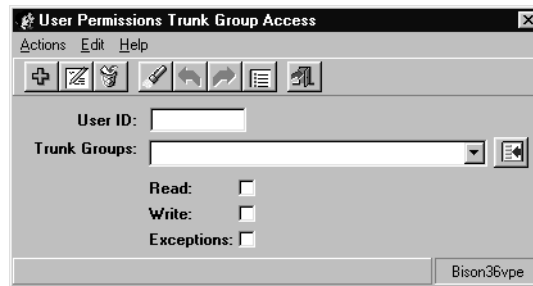 User Permissions Trunk Group Access
Actions Edit Help
User ID:
Trunk Groups:
Read:
Write:
Exceptions:
Bison36vpe